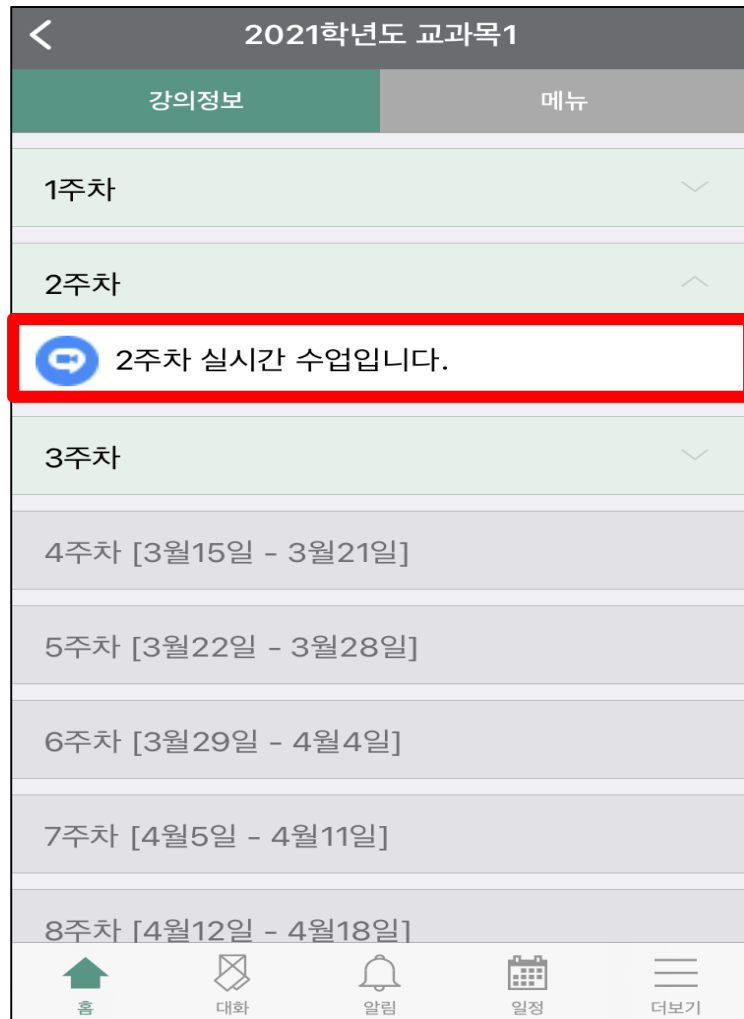 2021학년도 교과목1
강의정보 메뉴
1주차
2주차
2주차 실시간 수업입니다.
3주차
4주차 [3월15일 - 3월21일]
5주차 [3월22일 - 3월28일]
6주차 [3월29일 - 4월4일]
7주차 [4월5일 - 4월11일]
8주차 [4월12일 - 4월18일]
홈 대화 알림 일정 더보기